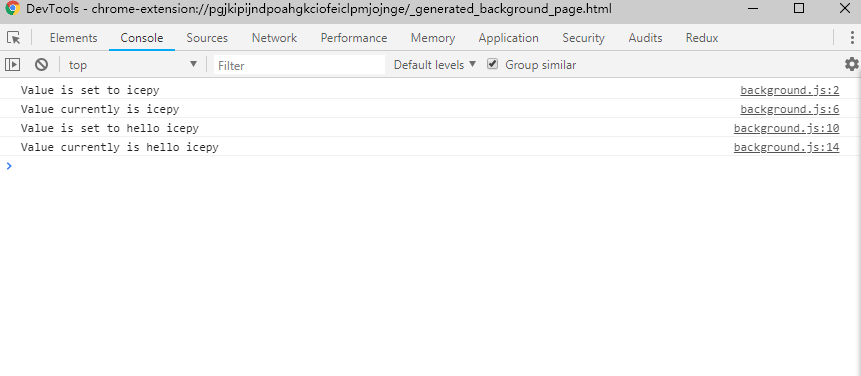 DevTools - chrome-extension://pgjkipijndpoahgkciofeiclpmjojnge/_generated_background_page.html
Elements Console Sources Network Performance Memory Application Security Audits Redux
top Filter Default levels Group similar
Value is set to icepy background.js:2
Value currently is icepy background.js:6
Value is set to hello icepy background.js:10
Value currently is hello icepy background.js:14